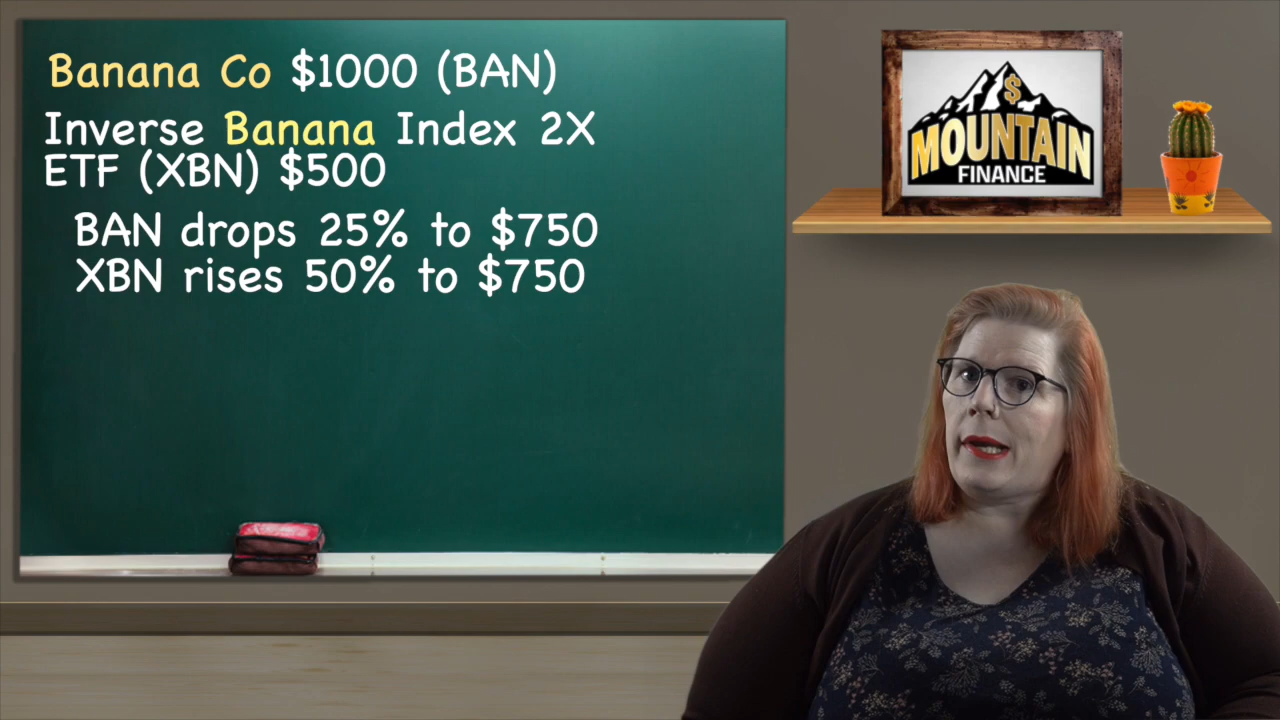 Banana Co $1000 (BAN)
Inverse Banana Index 2X
ETF (XBN) $500
BAN drops 25% to $750
XBN rises 50% to $750
$
MOUNTAIN
FINANCE